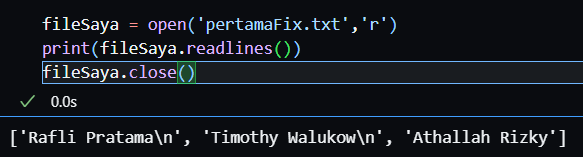 fileSaya = open('pertamaFix.txt','r')
print(fileSaya.readlines())
fileSaya.close()
0.0s
['Rafli Pratama\n', 'Timothy Walukow\n', 'Athallah Rizky']